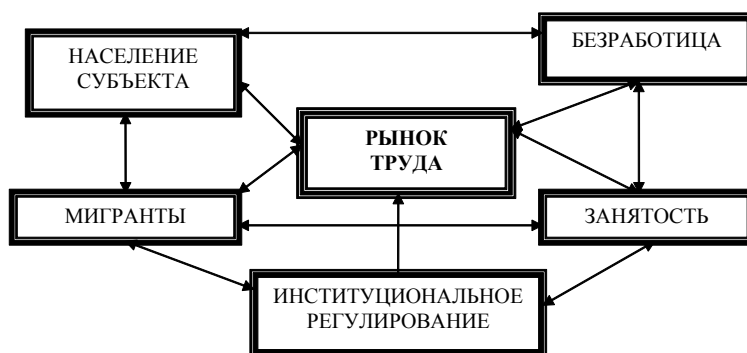 НАСЕЛЕНИЕ
СУБЪЕКТА
БЕЗРАБОТИЦА
РЫНОК
ТРУДА
МИГРАНТЫ
ЗАНЯТОСТЬ
ИНСТИТУЦИОНАЛЬНОЕ
РЕГУЛИРОВАНИЕ